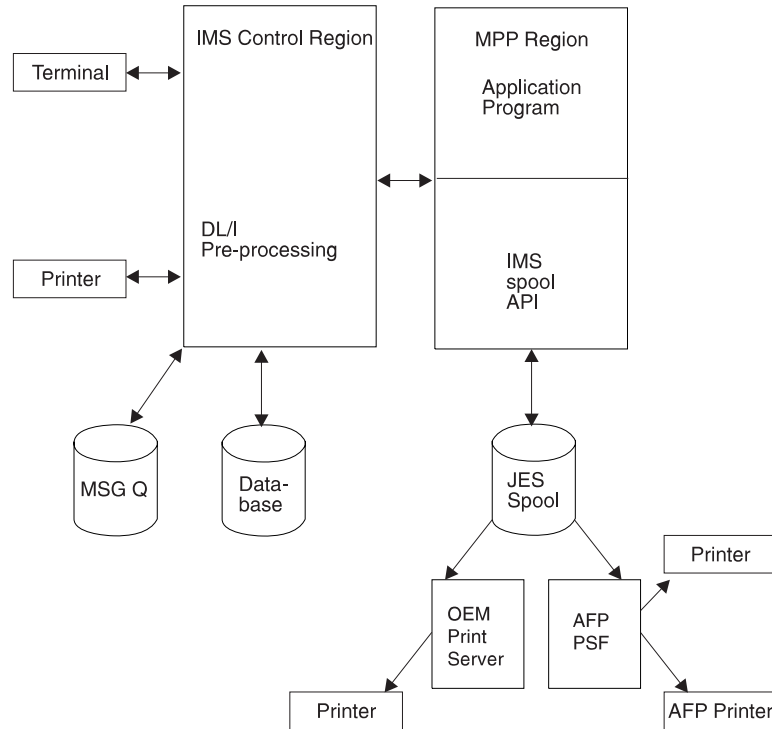 IMS Control Region
MPP Region
Terminal
Application
Program
DL/I
Pre-processing
Printer
IMS
spool
API
MSG Q
Data-
base
JES
Spool
Printer
OEM
Print
Server
AFP
PSF
Printer
AFP Printer